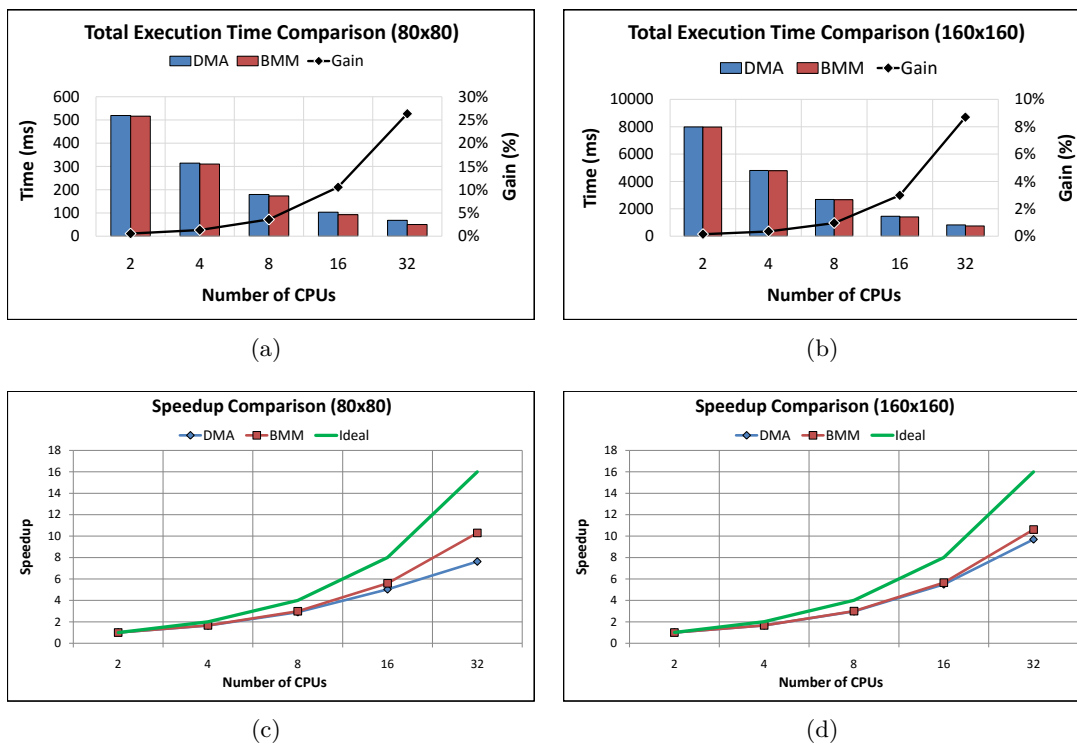 Total Execution Time Comparison (80x80)
DMA BMM Gain
600 30%
500 25%
400 20%
300 15%
200 10%
100 5%
0 0%
Time (ms)
Gain (%)
2 4 8 16 32
Number of CPUs
(a)
Total Execution Time Comparison (160x160)
DMA BMM Gain
10000 10%
8000 8%
6000 6%
4000 4%
2000 2%
0 0%
Time (ms)
Gain (%)
2 4 8 16 32
Number of CPUs
(b)
Speedup Comparison (80x80)
DMA BMM Ideal
18
16
14
12
10
8
6
4
2
0
Speedup
2 4 8 16 32
Number of CPUs
(c)
Speedup Comparison (160x160)
DMA BMM Ideal
18
16
14
12
10
8
6
4
2
0
Speedup
2 4 8 16 32
Number of CPUs
(d)